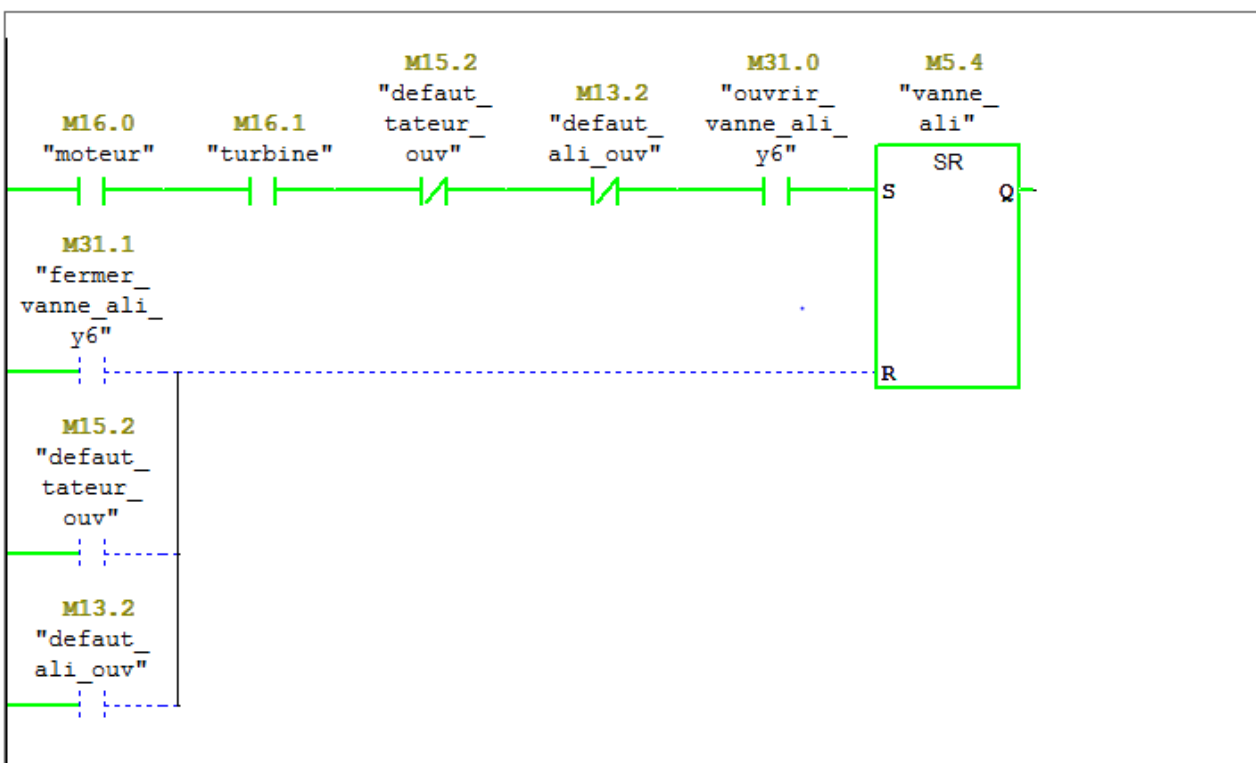 M15.2
M31.0
M5.4
"defaut_
M13.2
"ouvrir_
"vanne_
M16.0
M16.1
tateur_
"defaut_
vanne_ali_
ali"
"moteur"
"turbine"
ouv"
ali_ouv"
y6"
SR
S
Q
M31.1
"fermer_
vanne_ali_
y6"
R
M15.2
"defaut_
tateur_
ouv"
M13.2
"defaut_
ali_ouv"